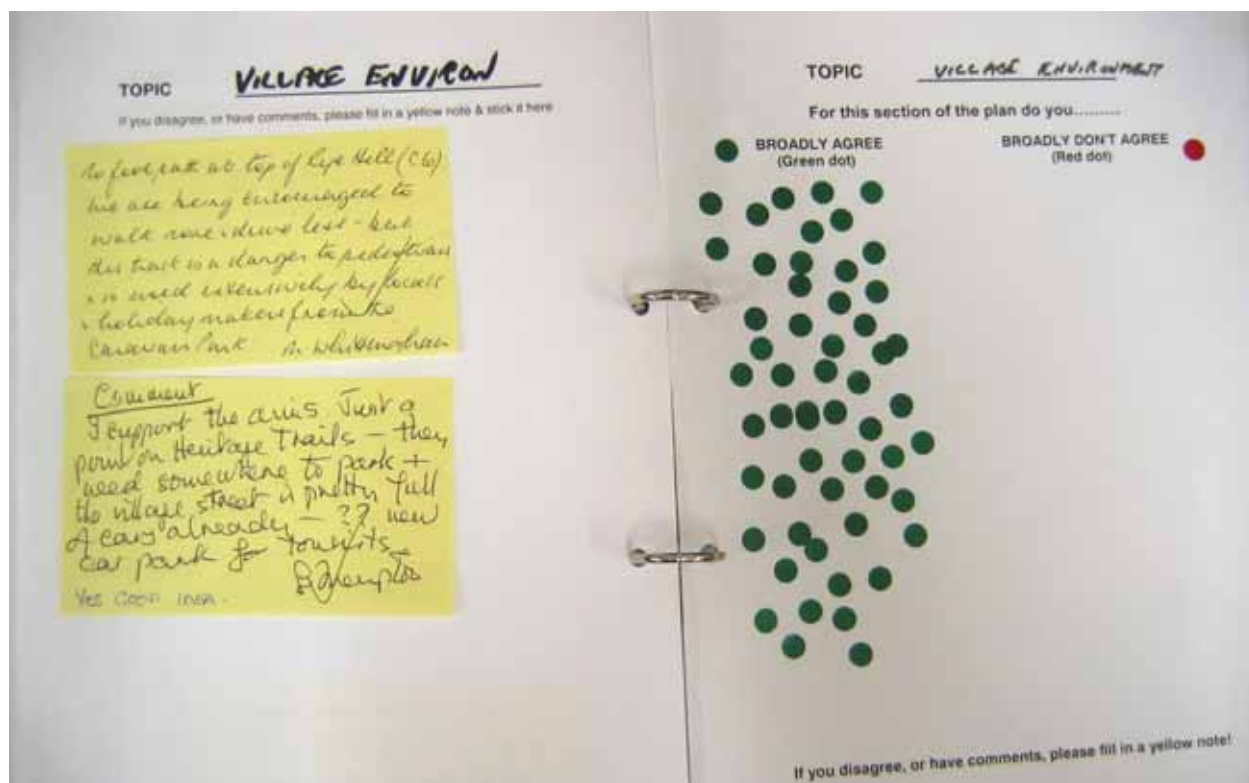 TOPIC VILLAGE ENVIRON
If you disagree, or have comments, please fill in a yellow note & stick it here
at top of Hill (C6)
We are being encouraged to
walk more & drive less - but
this track is a danger to pedestrians
& is used extensively by locals
& holiday makers from the
Caravan Park
Comment
I support the aims. Just a
point on Heritage Trails - they
need somewhere to park +
the village street is pretty full
of cars already - ?? new
car park for tourists
YES GOOD IDEA.
TOPIC VILLAGE ENVIRONMENT
For this section of the plan do you.........
BROADLY AGREE
(Green dot)
BROADLY DON'T AGREE
(Red dot)
If you disagree, or have comments, please fill in a yellow note!